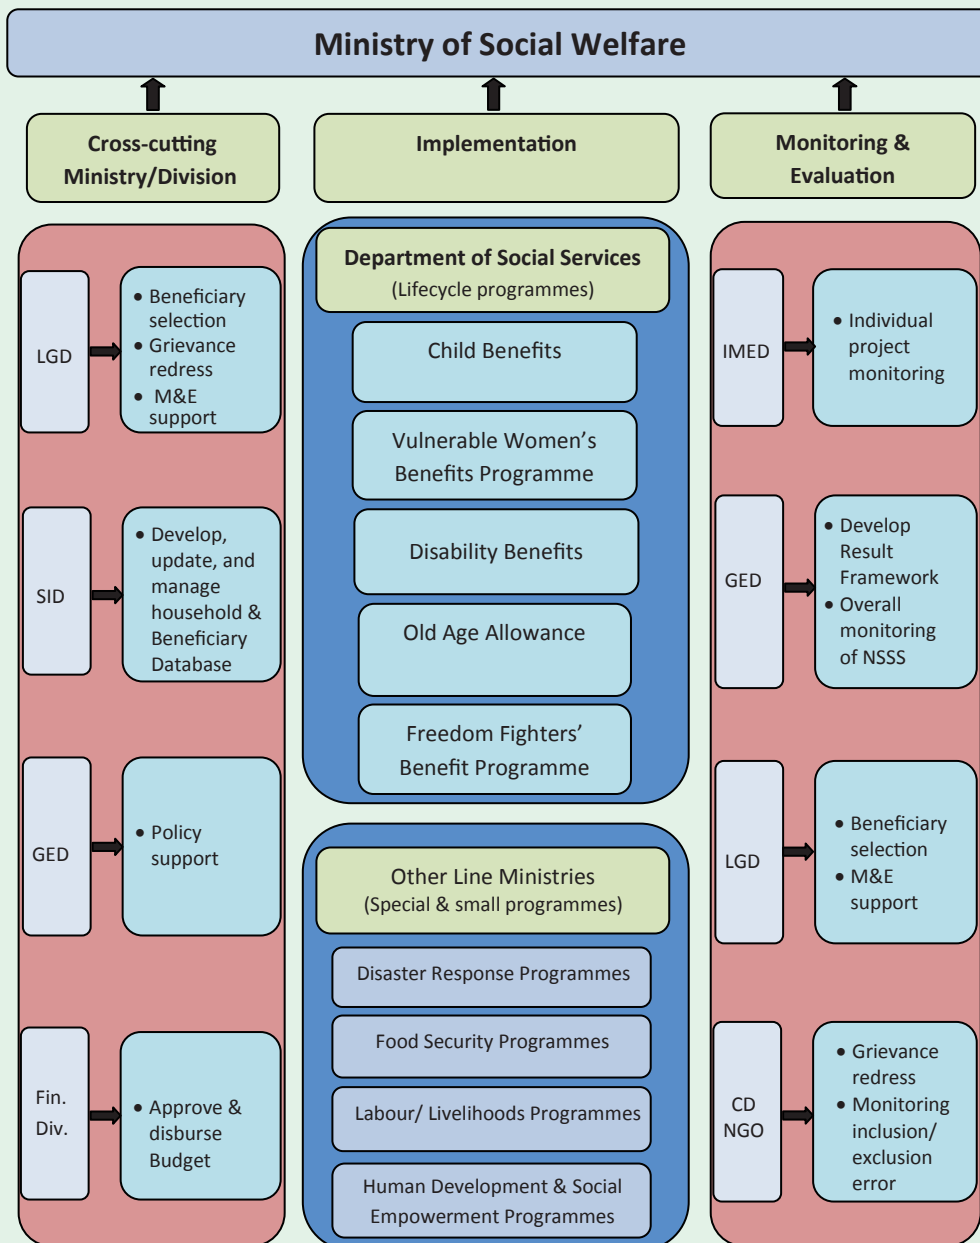 Ministry of Social Welfare
Cross-cutting
Ministry/Division
LGD
• Beneficiary
selection
• Grievance
redress
• M&E
support
SID
• Develop,
update, and
manage
household &
Beneficiary
Database
GED
• Policy
support
Fin.
Div.
• Approve &
disburse
Budget
Implementation
Department of Social Services
(Lifecycle programmes)
Child Benefits
Vulnerable Women’s
Benefits Programme
Disability Benefits
Old Age Allowance
Freedom Fighters’
Benefit Programme
Other Line Ministries
(Special & small programmes)
Disaster Response Programmes
Food Security Programmes
Labour/ Livelihoods Programmes
Human Development & Social
Empowerment Programmes
Monitoring &
Evaluation
IMED
• Individual
project
monitoring
GED
• Develop
Result
Framework
• Overall
monitoring
of NSSS
LGD
• Beneficiary
selection
• M&E
support
CD
NGO
• Grievance
redress
• Monitoring
inclusion/
exclusion
error